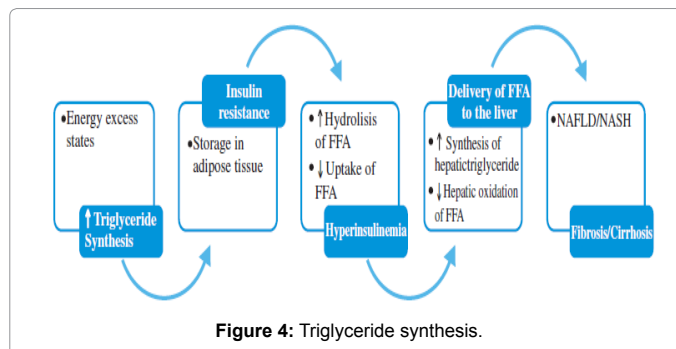 •Energy excess
states
↑Triglyceride
Synthesis
Insulin
resistance
•Storage in
adipose tissue
•↑Hydrolisis
of FFA
•↓Uptake of
FFA
Hyperinsulinemia
Delivery of FFA
to the liver
•↑ Synthesis of
hepatictriglyceride
•↓Hepatic oxidation
of FFA
•NAFLD/NASH
Fibrosis/Cirrhosis
Figure 4: Triglyceride synthesis.